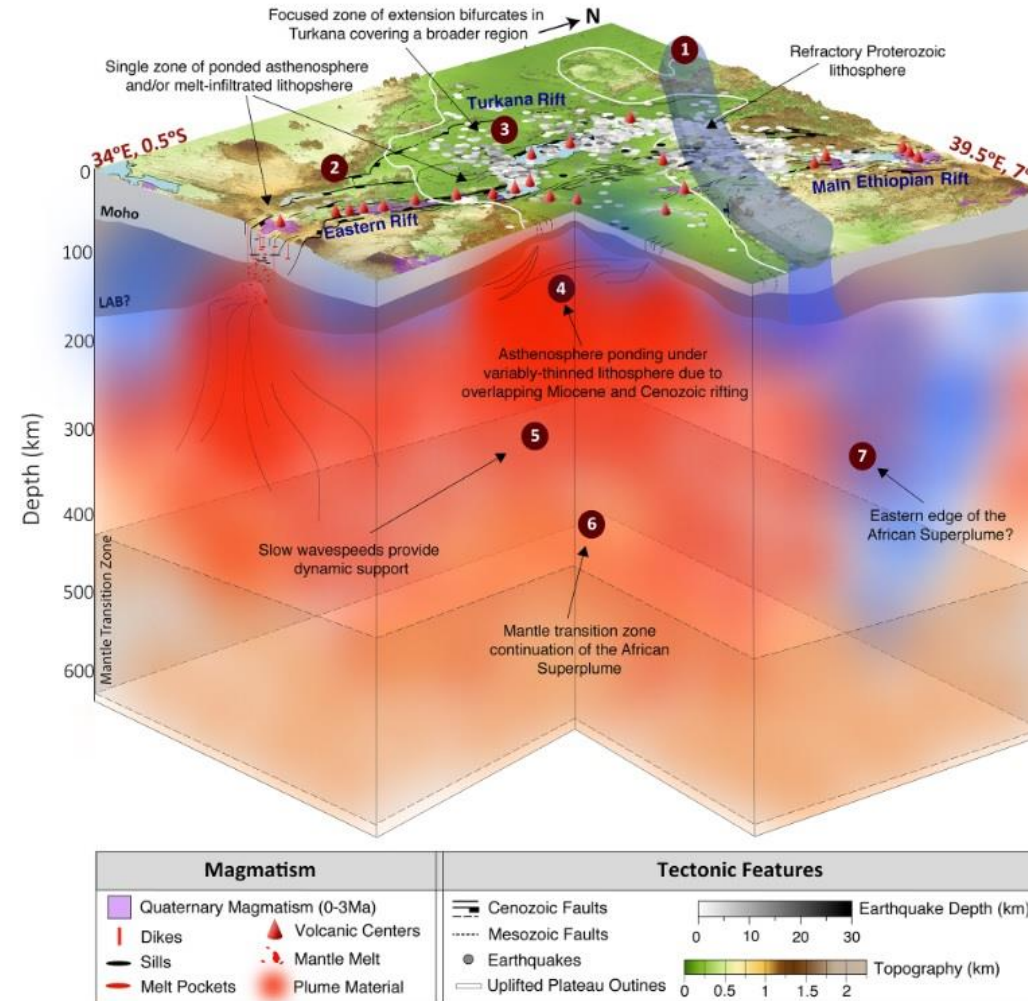 Focused zone of extension bifurcates in
Turkana covering a broader region
N
1
Refractory Proterozoic
lithosphere
Single zone of ponded asthenosphere
and/or melt-infiltrated lithopshere
Turkana Rift
3
34°E, 0.5°S
2
39.5°E, 7°
Main Ethiopian Rift
Eastern Rift
0
Moho
100
LAB?
200
300
400
500
600
Depth (km)
Mantle Transition Zone
4
Asthenosphere ponding under
variably-thinned lithosphere due to
overlapping Miocene and Cenozoic rifting
5
Slow wavespeeds provide
dynamic support
6
Mantle transition zone
continuation of the African
Superplume
7
Eastern edge of the
African Superplume?
Magmatism
Quaternary Magmatism (0-3Ma)
Dikes
Volcanic Centers
Sills
Mantle Melt
Melt Pockets
Plume Material
Tectonic Features
Cenozoic Faults
Mesozoic Faults
Earthquakes
Uplifted Plateau Outines
Earthquake Depth (km)
0 10 20 30
Topography (km)
0 0.5 1 1.5 2